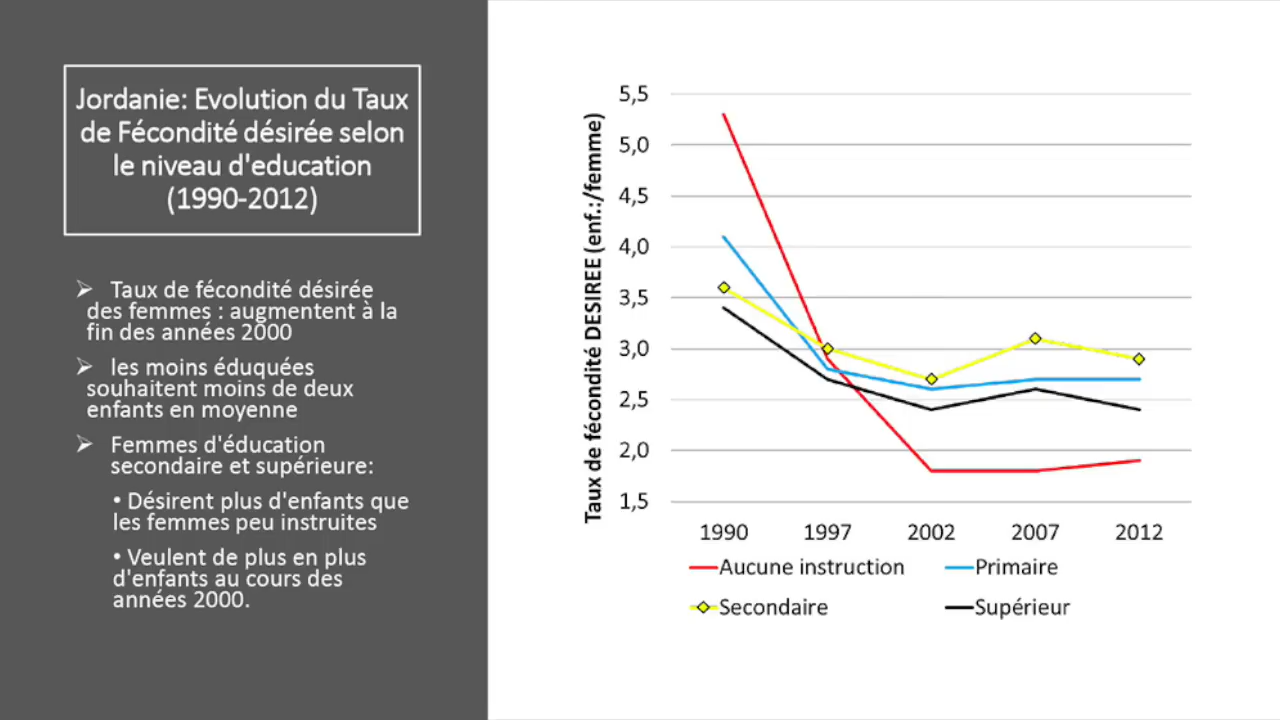 Jordanie: Evolution du Taux
de Fécondité désirée selon
le niveau d'education
(1990-2012)
➢ Taux de fécondité désirée
des femmes : augmentent à la
fin des années 2000
➢ les moins éduquées
souhaitent moins de deux
enfants en moyenne
➢ Femmes d'éducation
secondaire et supérieure:
• Désirent plus d'enfants que
les femmes peu instruites
• Veulent de plus en plus
d'enfants au cours des
années 2000.
Taux de fécondité DESIREE (enf.:/femme)
5,5
5,0
4,5
4,0
3,5
3,0
2,5
2,0
1,5
1990 1997 2002 2007 2012
Aucune instruction Primaire
Secondaire Supérieur